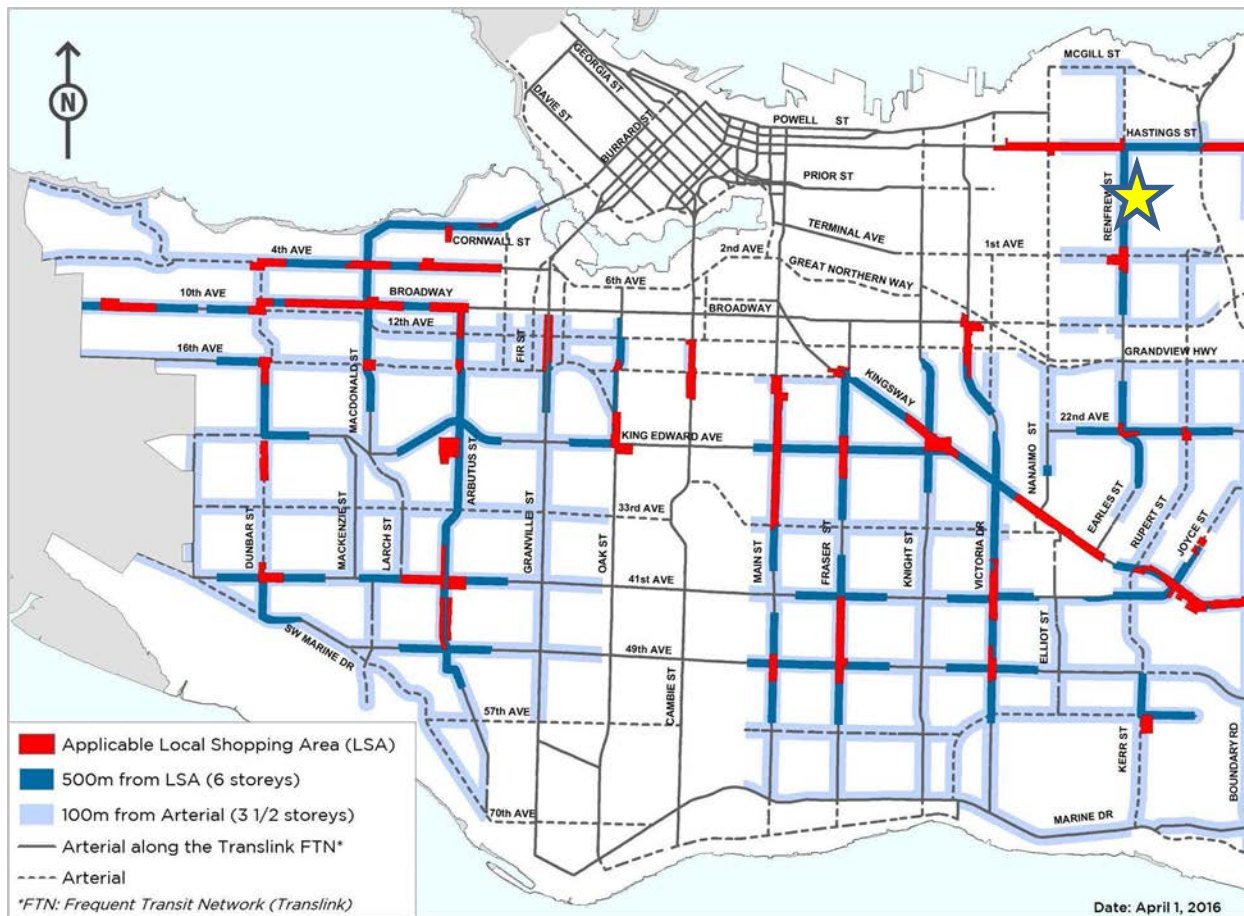 MCGILL ST
GEORGIA ST
DAVIE ST
BURRARD ST
POWELL ST
HASTINGS ST
PRIOR ST
RENFREW ST
CORNWALL ST
TERMINAL AVE
4th AVE
2nd AVE
1st AVE
GREAT NORTHERN WAY
6th AVE
10th AVE
BROADWAY
BROADWAY
12th AVE
FIR ST
16th AVE
GRANDVIEW HWY
MACDONALD ST
KINGSWAY
22nd AVE
NANAIMO ST
KING EDWARD AVE
ARBUTUS ST
33rd AVE
EARLES ST
RUPERT ST
JOYCE ST
DUNBAR ST
MACKENZIE ST
LARCH ST
GRANVILLE ST
OAK ST
MAIN ST
FRASER ST
KNIGHT ST
VICTORIA DR
41st AVE
ELLIOT ST
SW MARINE DR
49th AVE
CAMBIE ST
57th AVE
KERR ST
BOUNDARY RD
70th AVE
MARINE DR
N
Applicable Local Shopping Area (LSA)
500m from LSA (6 storeys)
100m from Arterial (3 1/2 storeys)
Arterial along the Translink FTN*
Arterial
*FTN: Frequent Transit Network (Translink)
Date: April 1, 2016